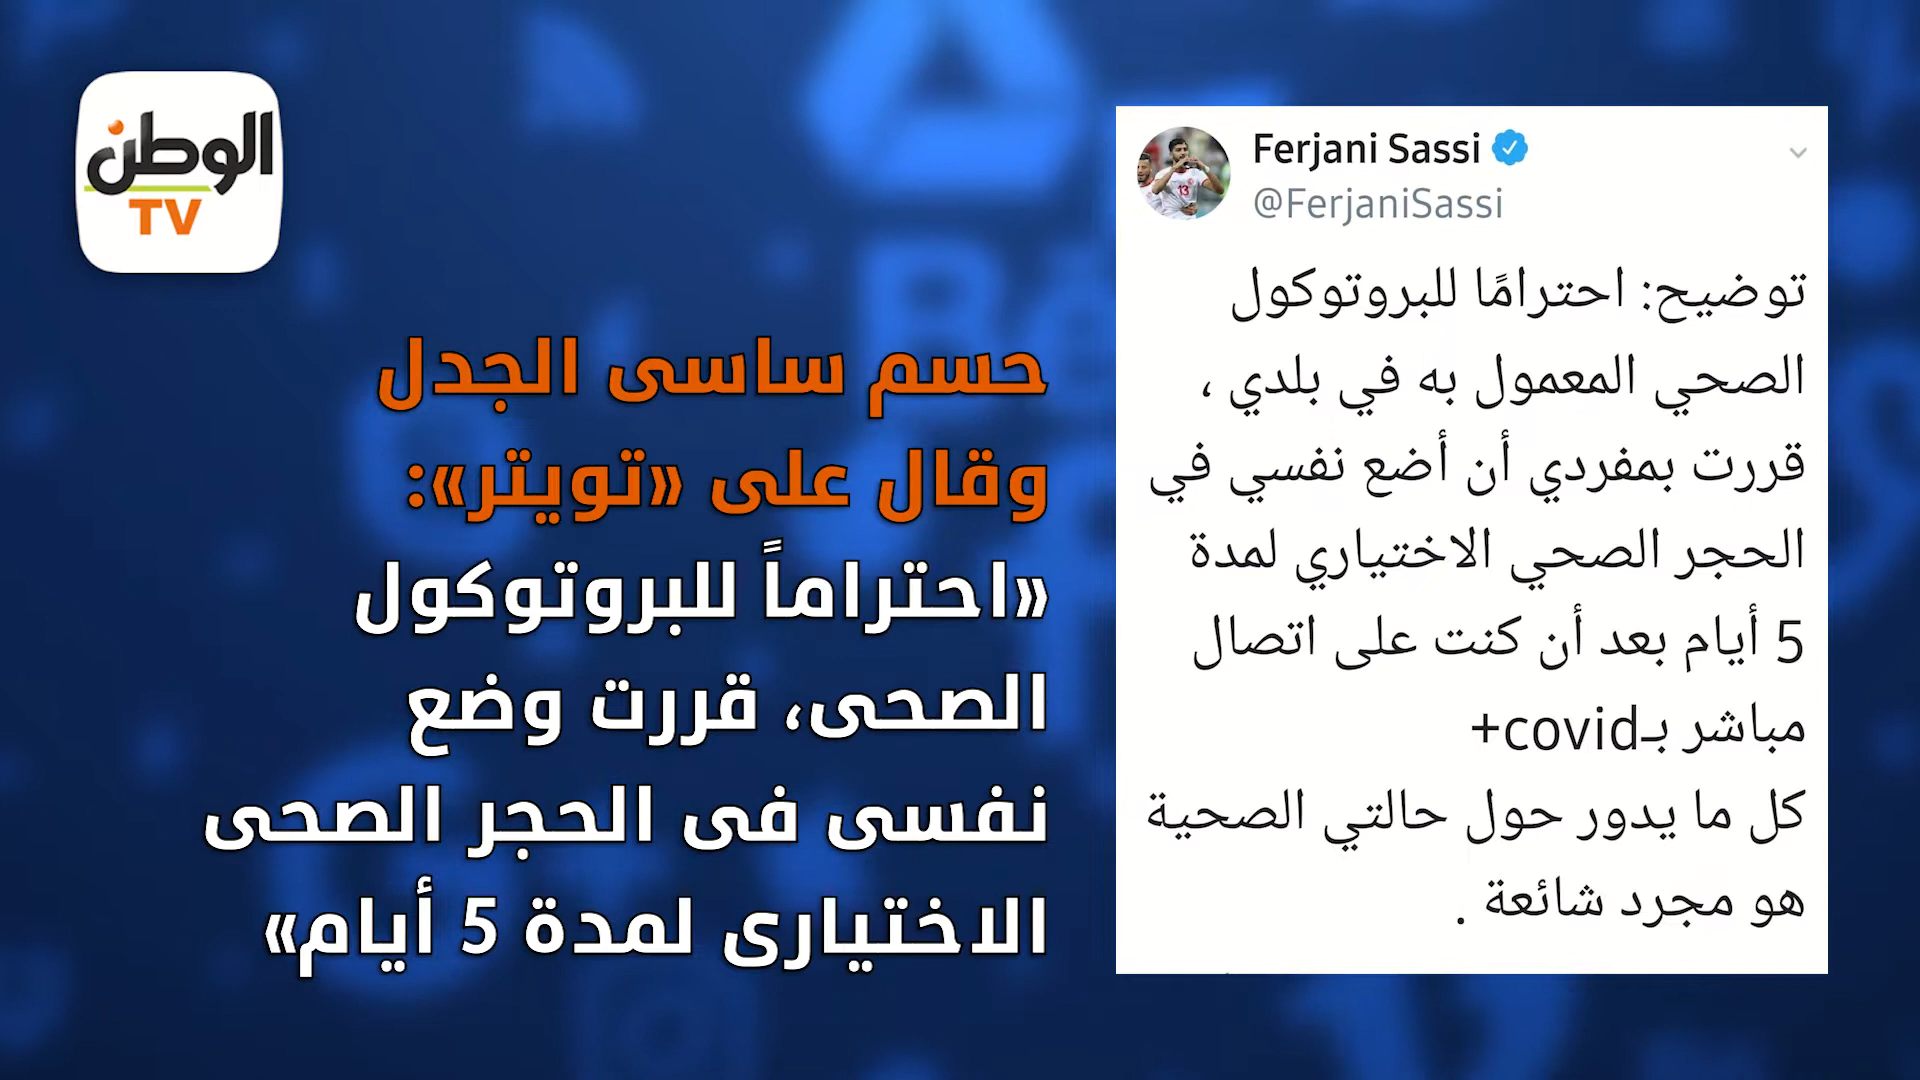 الوطن
TV
حسم ساسى الجدل
وقال على «تويتر»:
«احتراماً للبروتوكول
الصحى، قررت وضع
نفسى فى الحجر الصحى
الاختيارى لمدة 5 أيام»
Ferjani Sassi
@FerjaniSassi
13
توضيح: احترامًا للبروتوكول
الصحي المعمول به في بلدي ،
قررت بمفردي أن أضع نفسي في
الحجر الصحي الاختياري لمدة
5 أيام بعد أن كنت على اتصال
مباشر بـcovid+
كل ما يدور حول حالتي الصحية
هو مجرد شائعة .